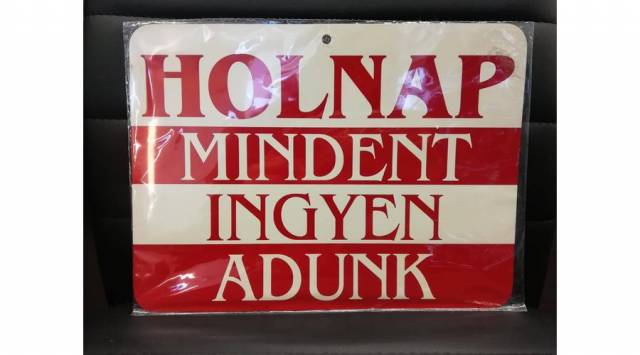 HOLNAP
MINDENT
INGYEN
ADUNK